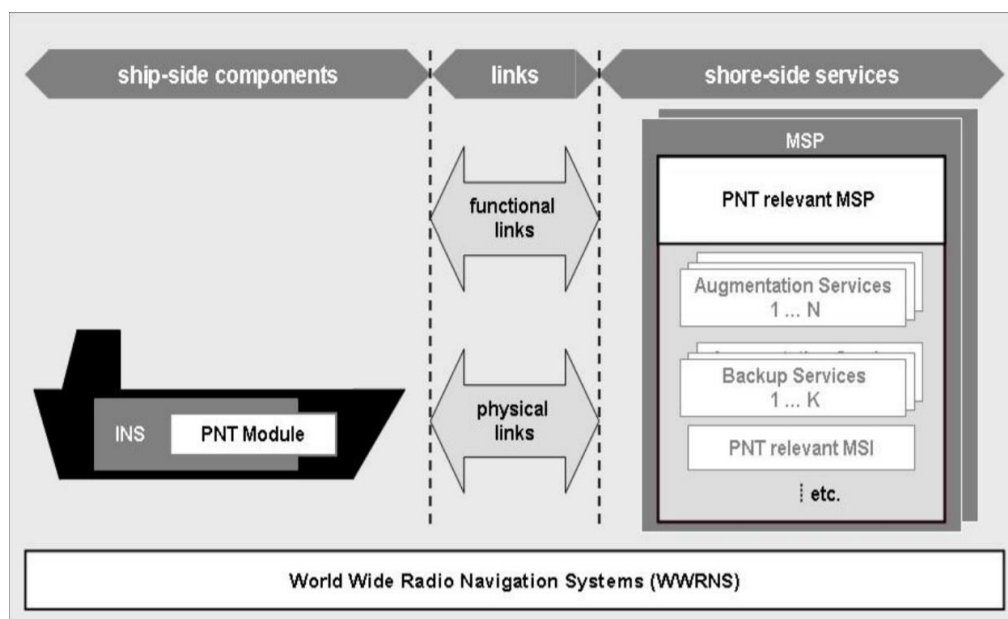 ship-side components
links
shore-side services
MSP
PNT relevant MSP
functional
links
Augmentation Services
1 ... N
Backup Services
1 ... K
physical
links
INS
PNT Module
PNT relevant MSI
etc.
World Wide Radio Navigation Systems (WWRNS)